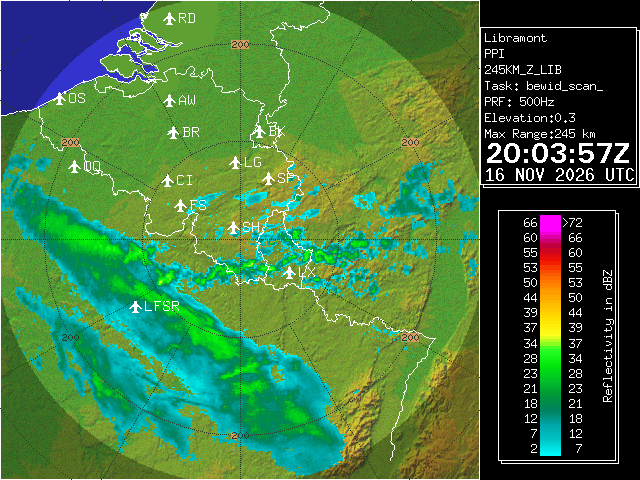 RD
200
OS
AW
BR
BK
200
200
QQ
LG
CI
SP
FS
SH
LX
LFSR
200
200
200
Libramont
PPI
245KM_Z_LIB
Task: bewid_scan_
PRF: 500Hz
Elevation:0.3
Max Range:245 km
20:03:57Z
16 NOV 2026 UTC
66 >72
60 66
55 60
53 55
50 53
44 50
39 44
37 39
34 37
28 34
23 28
21 23
18 21
12 18
7 12
2 7
Reflectivity in dBZ